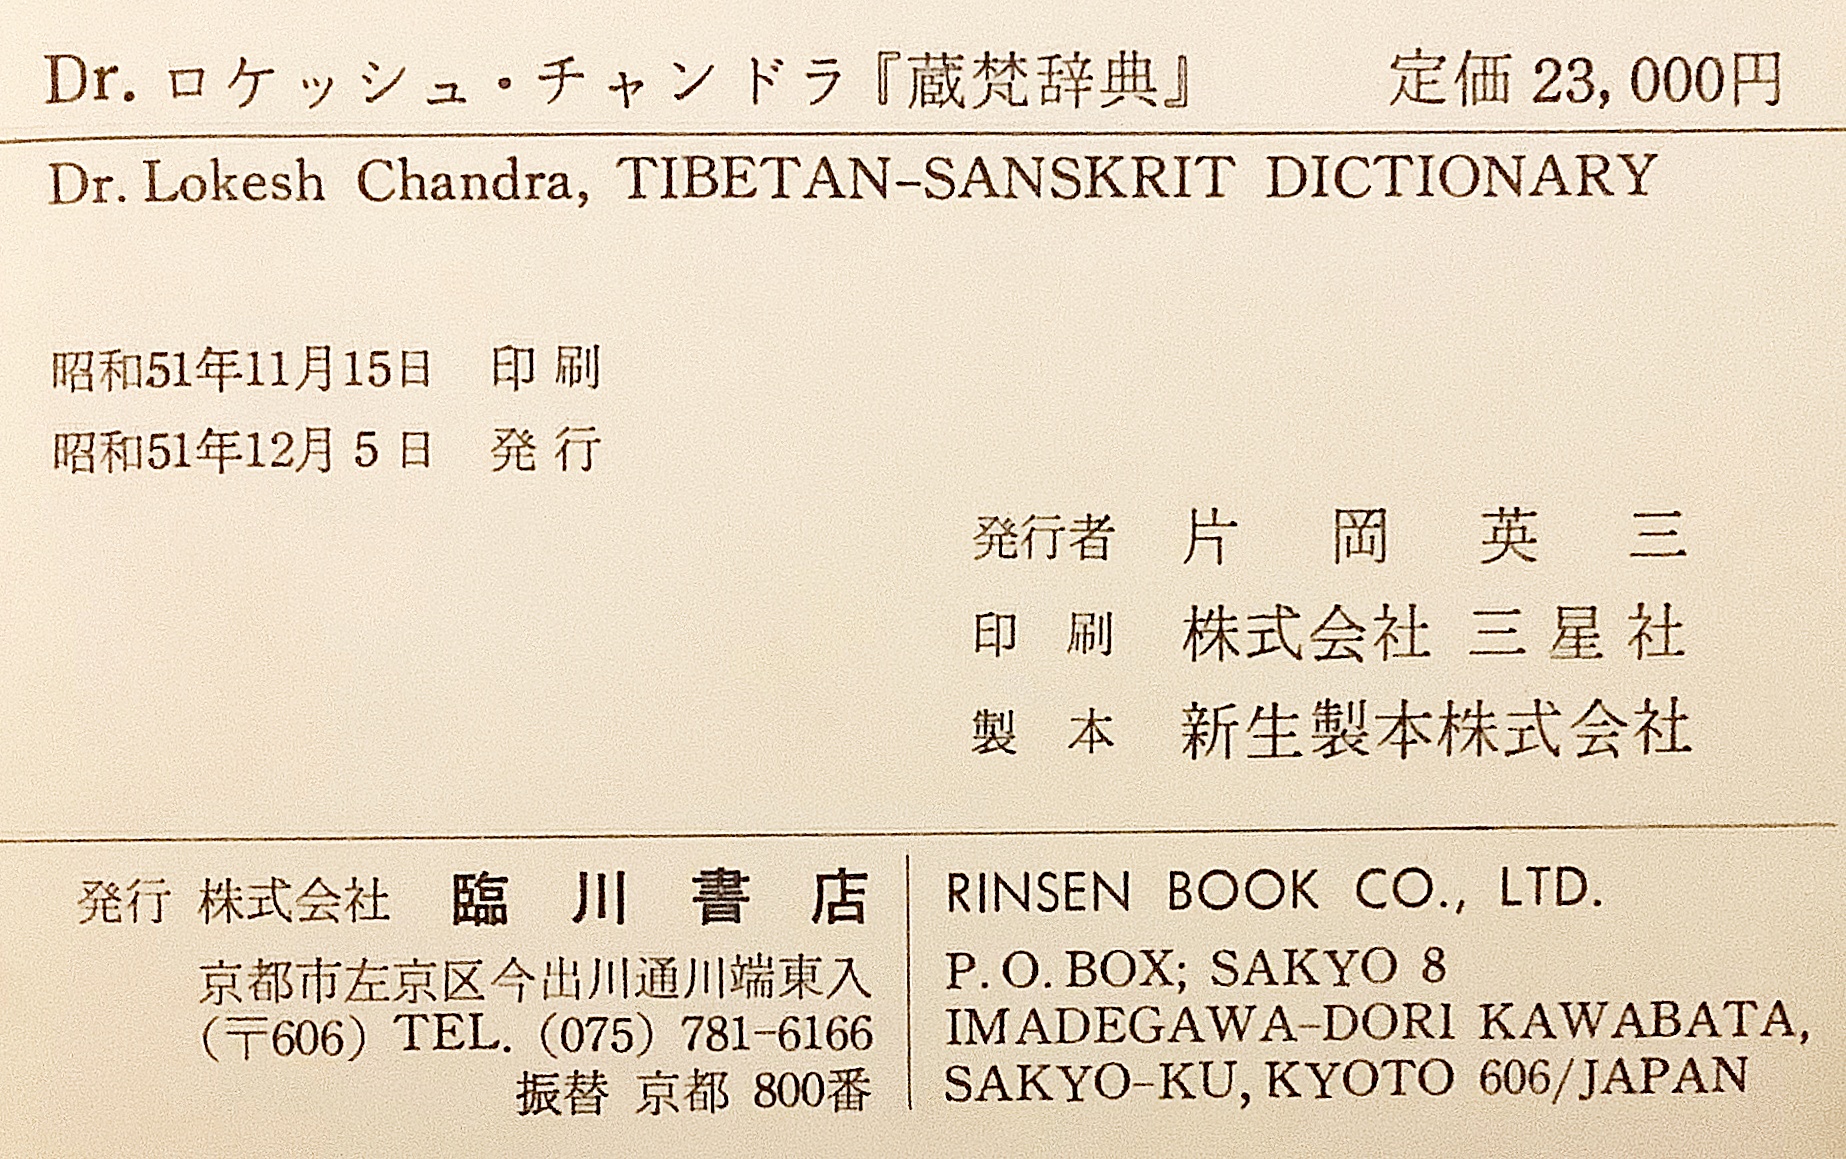 Dr. ロケッシュ・チャンドラ『蔵梵辞典』 定価 23,000円
Dr. Lokesh Chandra, TIBETAN-SANSKRIT DICTIONARY
昭和51年11月15日 印刷
昭和51年12月5日 発行
発行者 片岡英三
印刷 株式会社 三星社
製本 新生製本株式会社
発行 株式会社 臨川書店
京都市左京区今出川通川端東入
(〒606) TEL. (075) 781-6166
振替 京都 800番
RINSEN BOOK CO., LTD.
P.O.BOX; SAKYO 8
IMADEGAWA-DORI KAWABATA,
SAKYO-KU, KYOTO 606/JAPAN